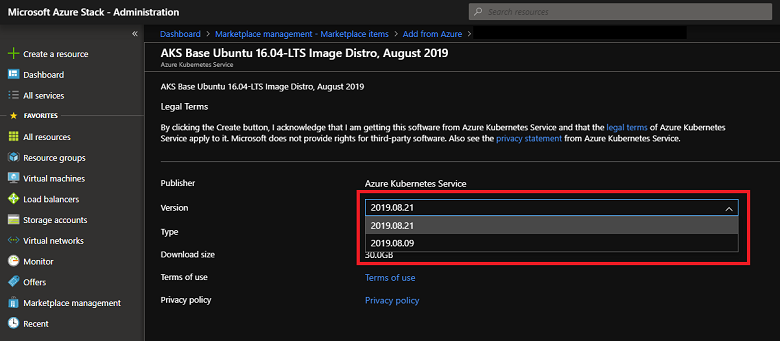 Microsoft Azure Stack - Administration
Search resources
«
Dashboard > Marketplace management - Marketplace items > Add from Azure >
AKS Base Ubuntu 16.04-LTS Image Distro, August 2019
Azure Kubernetes Service
Create a resource
Dashboard
All services
FAVORITES
All resources
Resource groups
Virtual machines
Load balancers
Storage accounts
Virtual networks
Monitor
Offers
Marketplace management
Recent
AKS Base Ubuntu 16.04-LTS Image Distro, August 2019
Legal Terms
By clicking the Create button, I acknowledge that I am getting this software from Azure Kubernetes Service and that the legal terms of Azure Kubernetes
Service apply to it. Microsoft does not provide rights for third-party software. Also see the privacy statement from Azure Kubernetes Service.
Publisher Azure Kubernetes Service
Version 2019.08.21
2019.08.21
Type
2019.08.09
Download size 30.0GB
Terms of use Terms of use
Privacy policy Privacy policy